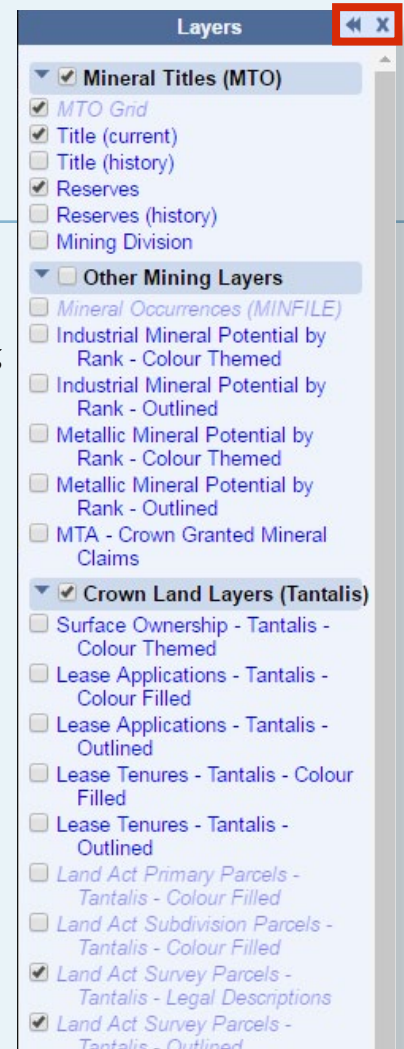 Layers
Mineral Titles (MTO)
MTO Grid
Title (current)
Title (history)
Reserves
Reserves (history)
Mining Division
Other Mining Layers
Mineral Occurrences (MINFILE)
Industrial Mineral Potential by
Rank - Colour Themed
Industrial Mineral Potential by
Rank - Outlined
Metallic Mineral Potential by
Rank - Colour Themed
Metallic Mineral Potential by
Rank - Outlined
MTA - Crown Granted Mineral
Claims
Crown Land Layers (Tantalis)
Surface Ownership - Tantalis -
Colour Themed
Lease Applications - Tantalis -
Colour Filled
Lease Applications - Tantalis -
Outlined
Lease Tenures - Tantalis - Colour
Filled
Lease Tenures - Tantalis -
Outlined
Land Act Primary Parcels -
Tantalis - Colour Filled
Land Act Subdivision Parcels -
Tantalis - Colour Filled
Land Act Survey Parcels -
Tantalis - Legal Descriptions
Land Act Survey Parcels -
Tantalis - Outlined